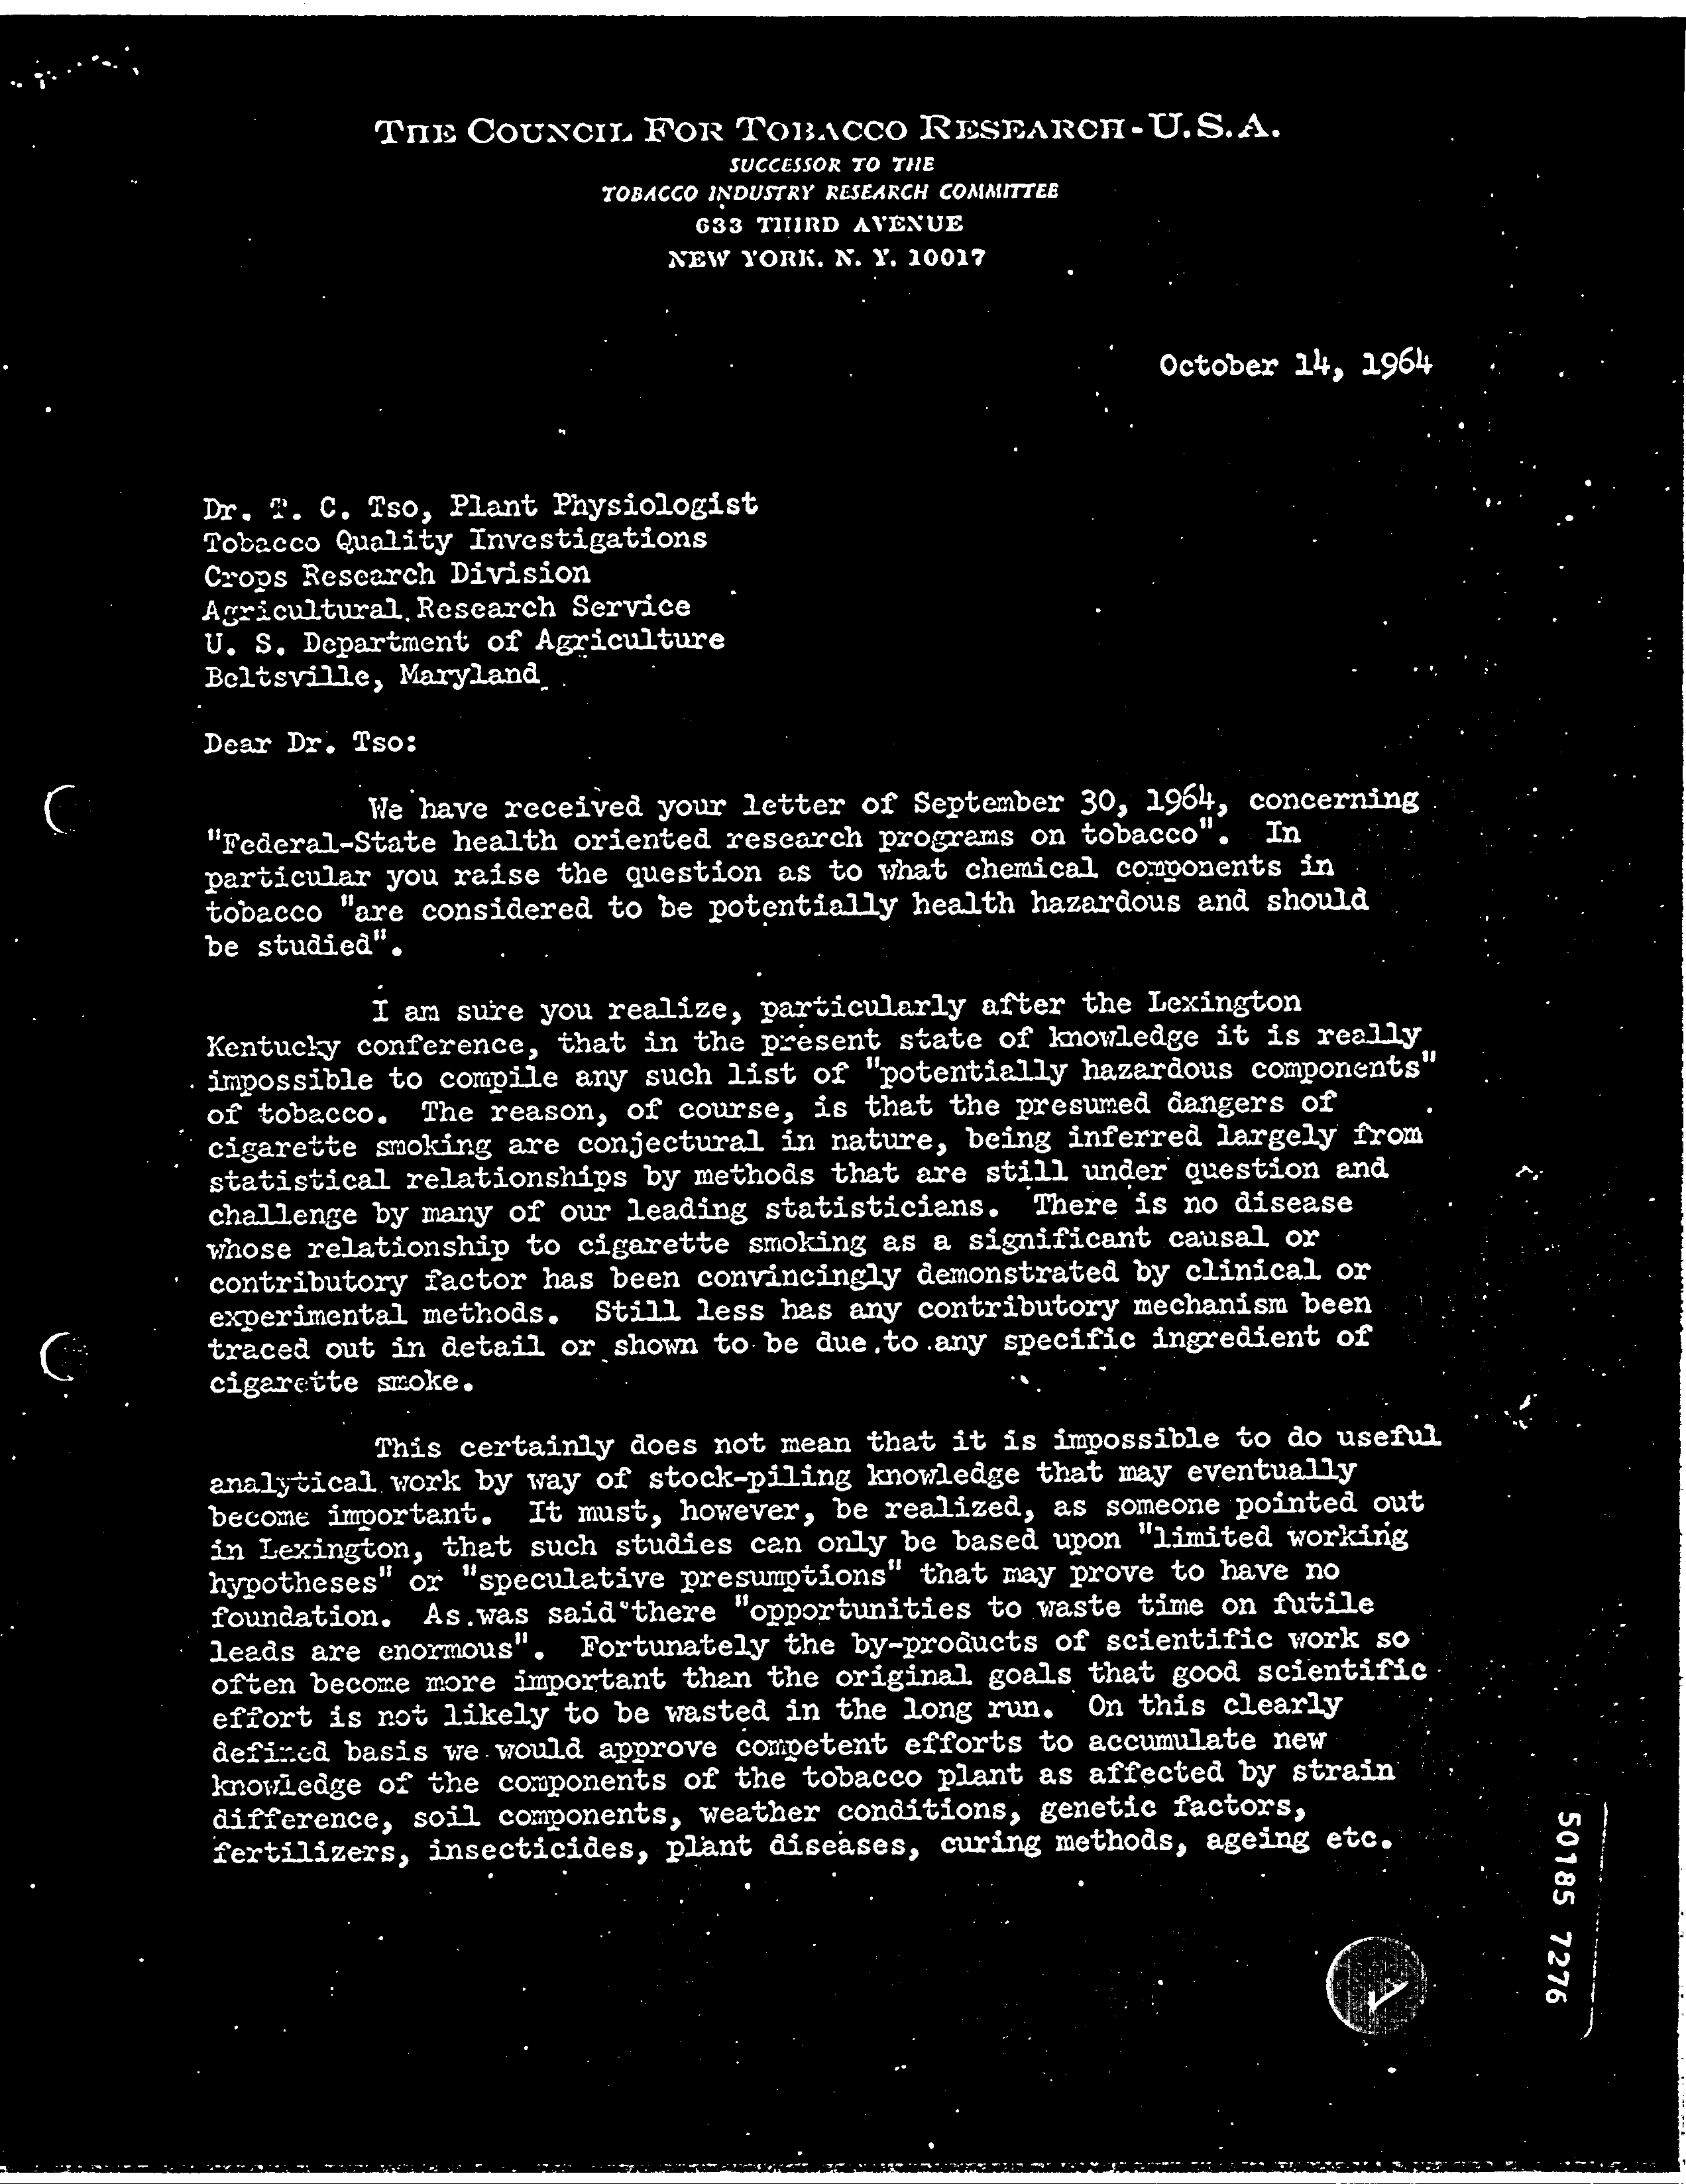 THE COUNCIL FOR TOBACCO RESEARCH-U.S.A.
SUCCESSOR TO THE
TOBACCO INDUSTRY RESEARCH COMMITTEE
633 THIRD AVENUE
NEW YORK, N. Y. 10017
October 14, 1964
Dr. T. C. Tso, Plant Physiologist
Tobacco Quality Investigations
Crops Research Division
Agricultural Research Service
U. S. Department of Agriculture
Beltsville, Maryland
Dear Dr. Tso:
We have received your letter of September 30, 1964, concerning
"Federal-State health oriented research programs on tobacco". In
particular you raise the question as to what chemical components in
tobacco "are considered to be potentially health hazardous and should
be studied".
I am sure you realize, particularly after the Lexington
Kentucky conference, that in the present state of knowledge it is really
impossible to compile any such list of "potentially hazardous components"
of tobacco. The reason, of course, is that the presumed dangers of
cigarette smoking are conjectural in nature, being inferred largely from
statistical relationships by methods that are still under question and
challenge by many of our leading statisticians. There is no disease
whose relationship to cigarette smoking as a significant causal or
contributory factor has been convincingly demonstrated by clinical or
experimental methods. Still less has any contributory mechanism been
traced out in detail or shown to be due to any specific ingredient of
cigarette smoke.
This certainly does not mean that it is impossible to do useful
analytical work by way of stock-piling knowledge that may eventually
become important. It must, however, be realized, as someone pointed out
in Lexington, that such studies can only be based upon "limited working
hypotheses" or "speculative presumptions" that may prove to have no
foundation. As was said there "opportunities to waste time on futile
leads are enormous". Fortunately the by-products of scientific work so
often become more important than the original goals that good scientific
effort is not likely to be wasted in the long run. On this clearly
defined basis we would approve competent efforts to accumulate new
knowledge of the components of the tobacco plant as affected by strain
difference, soil components, weather conditions, genetic factors,
fertilizers, insecticides, plant diseases, curing methods, ageing etc.
50185 7276